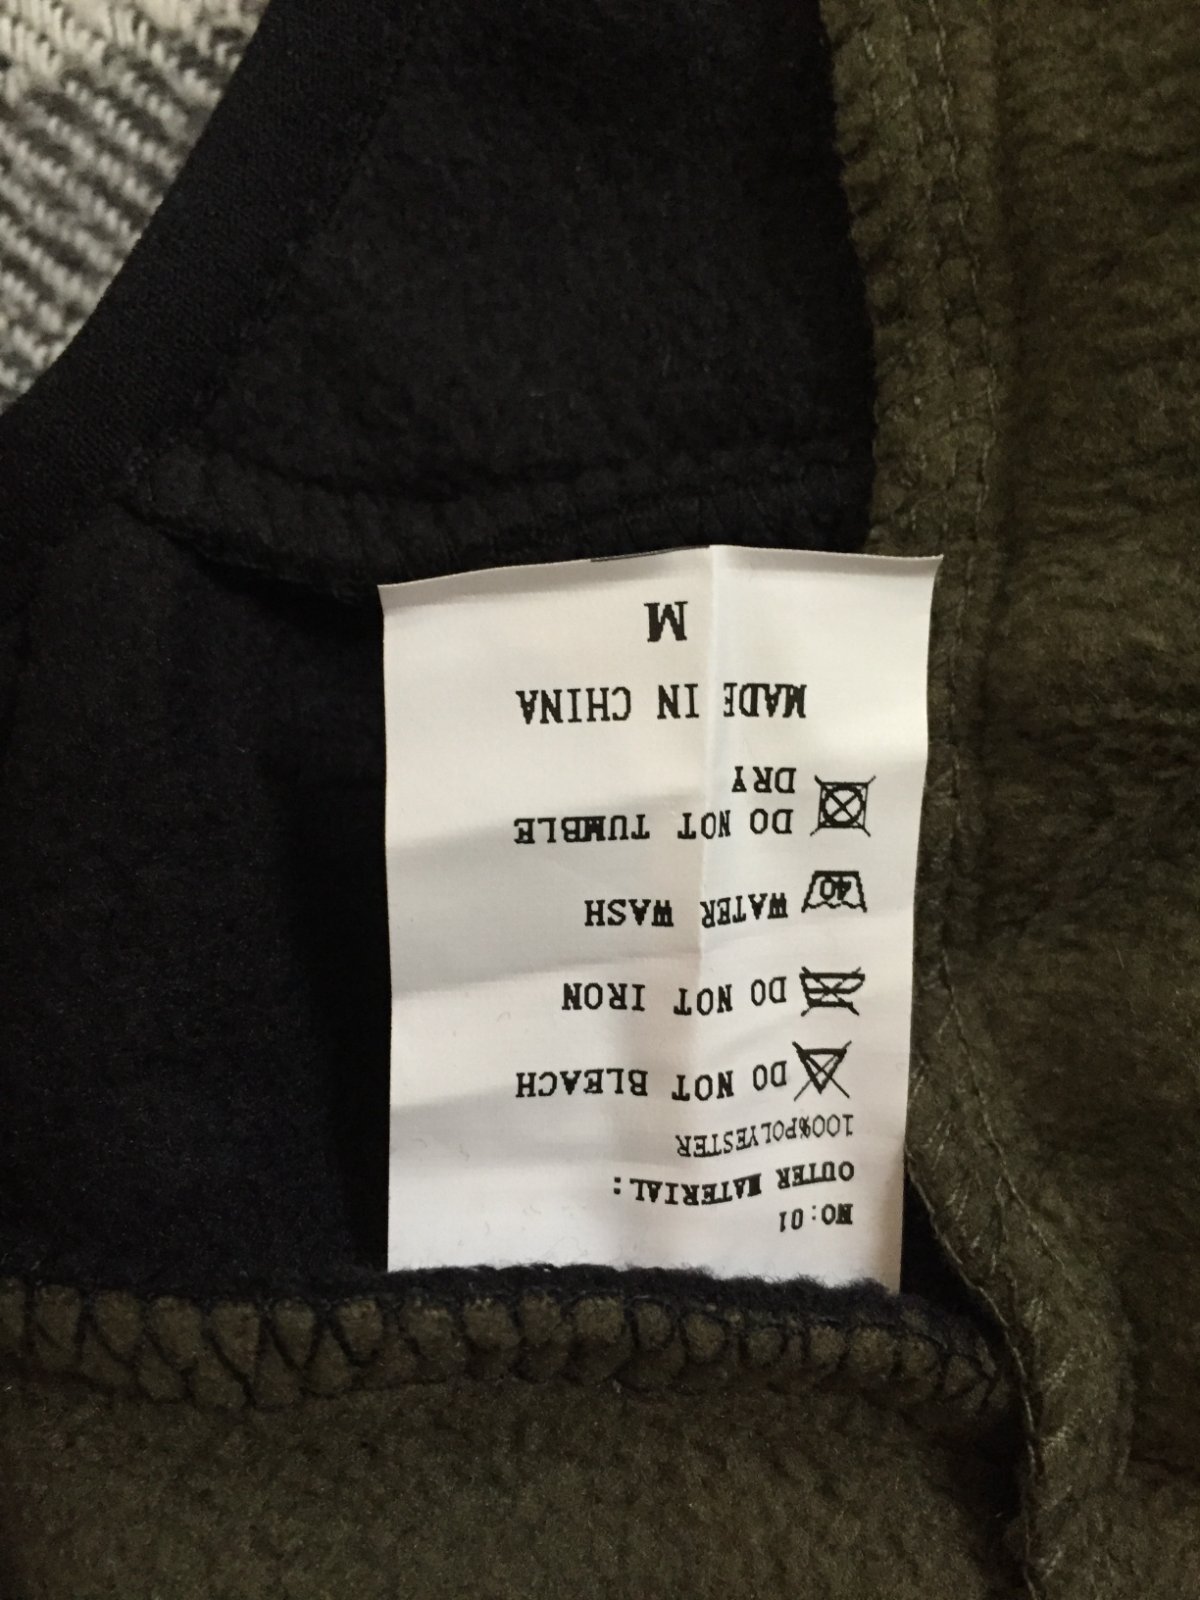 NO:01
OUTER MATERIAL:
100%POLYESTER
DO NOT BLEACH
DO NOT IRON
40 WATER WASH
DO NOT TUMBLE
DRY
MADE IN CHINA
M